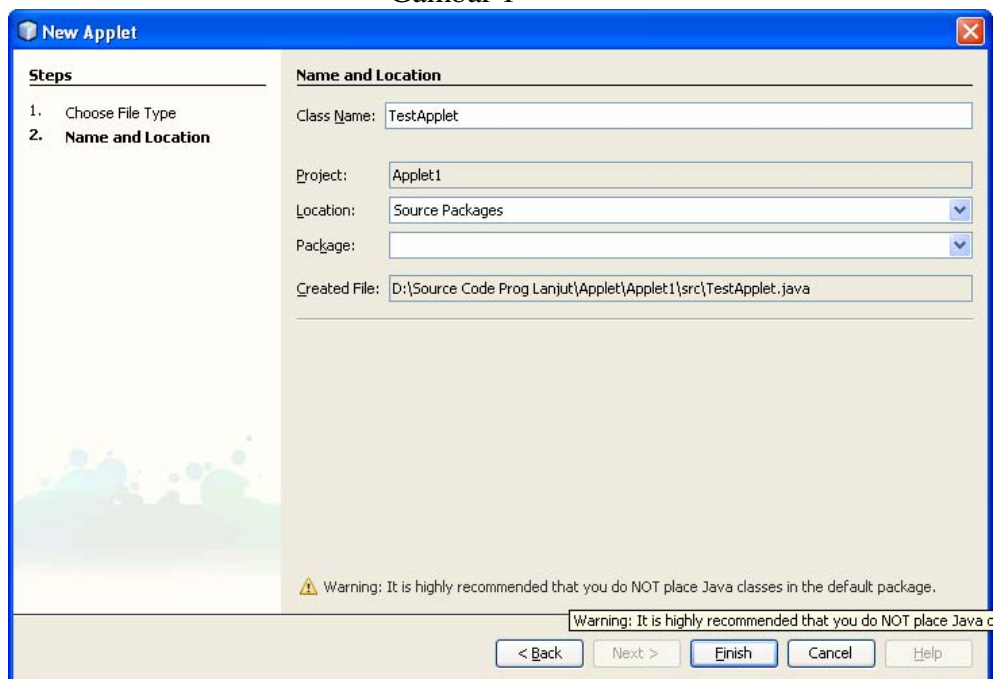 Gambar 1
New Applet
Steps
1. Choose File Type
2. Name and Location
Name and Location
Class Name: TestApplet
Project: Applet1
Location: Source Packages
Package:
Created File: D:\Source Code Prog Lanjut\Applet\Applet1\src\TestApplet.java
Warning: It is highly recommended that you do NOT place Java classes in the default package.
Warning: It is highly recommended that you do NOT place Java c
< Back Next > Finish Cancel Help